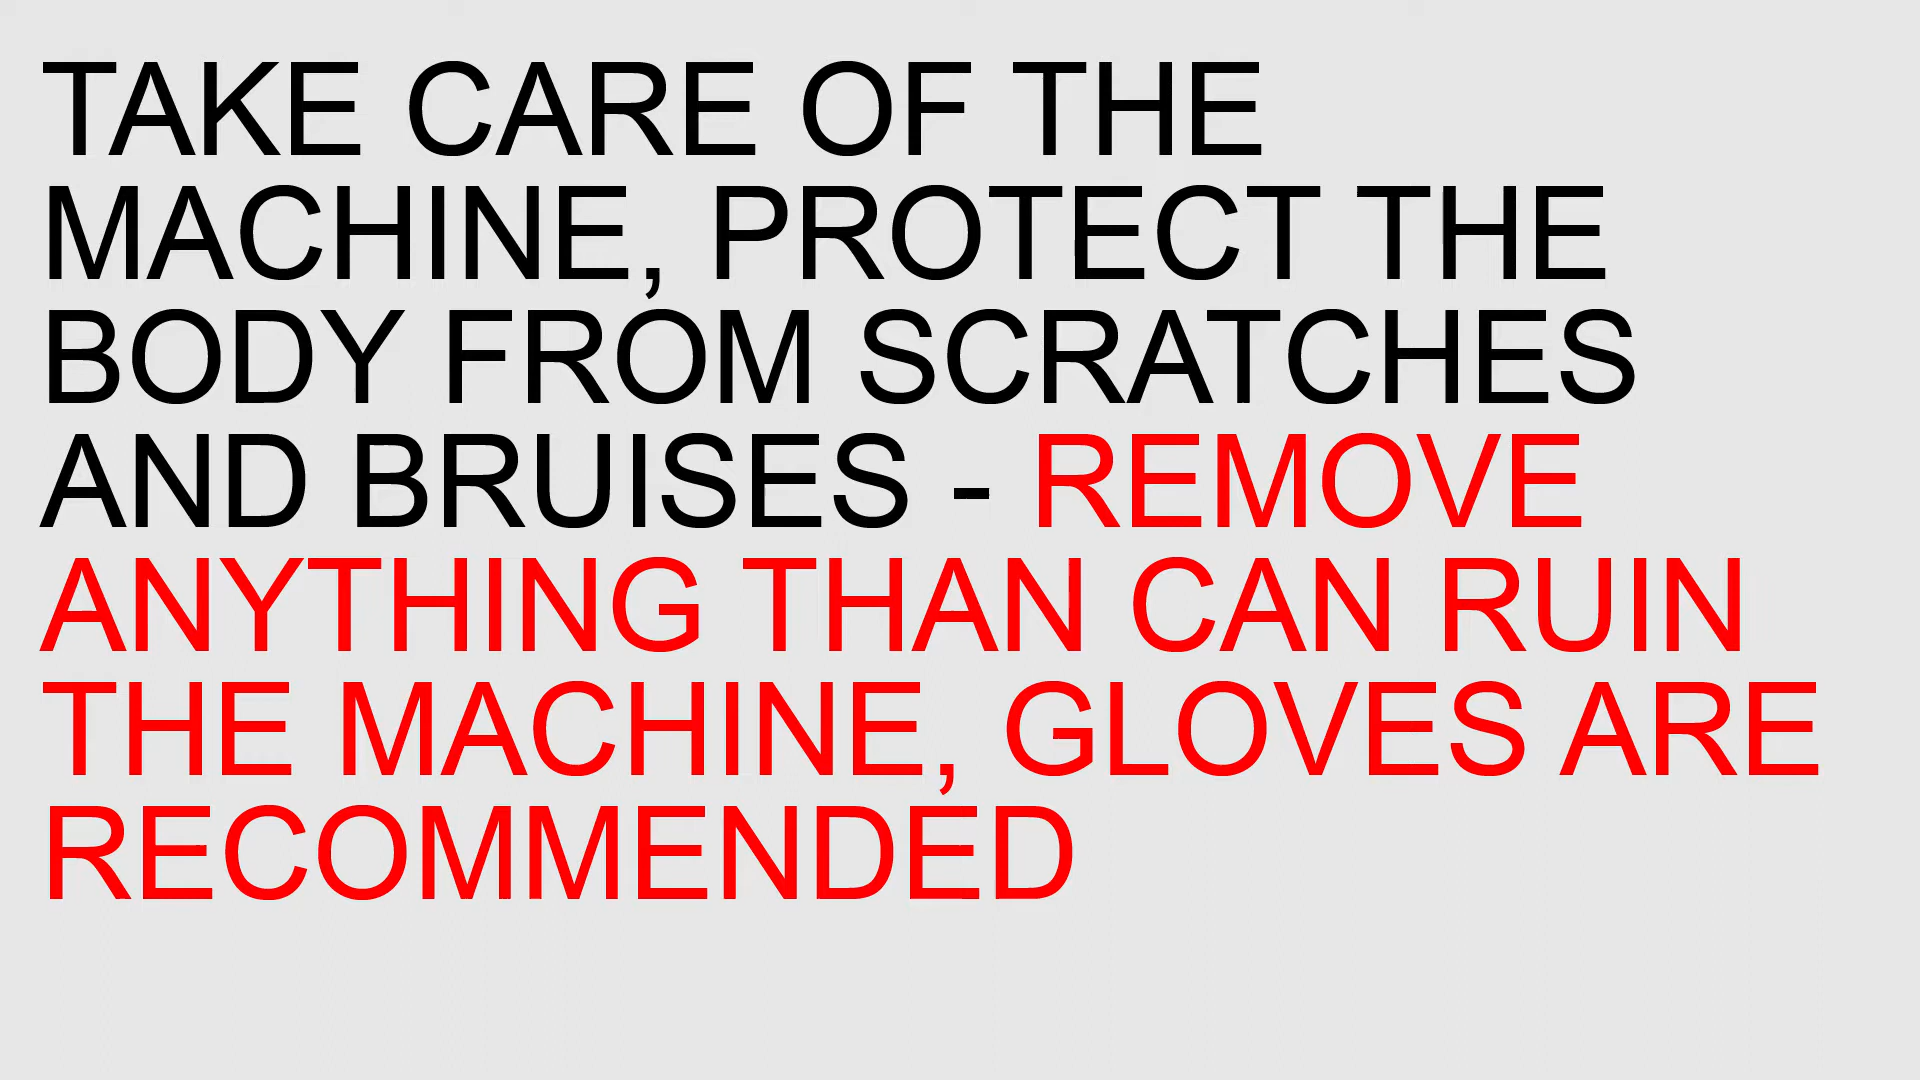 TAKE CARE OF THE
MACHINE, PROTECT THE
BODY FROM SCRATCHES
AND BRUISES - REMOVE
ANYTHING THAN CAN RUIN
THE MACHINE, GLOVES ARE
RECOMMENDED